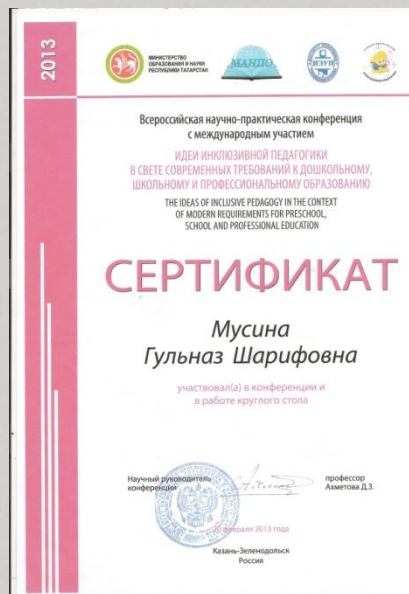 2013
МИНИСТЕРСТВО
ОБРАЗОВАНИЯ И НАУКИ
РЕСПУБЛИКИ ТАТАРСТАН
МАНПО
ИЭУП
Всероссийская научно-практическая конференция
с международным участием
ИДЕИ ИНКЛЮЗИВНОЙ ПЕДАГОГИКИ
В СВЕТЕ СОВРЕМЕННЫХ ТРЕБОВАНИЙ К ДОШКОЛЬНОМУ,
ШКОЛЬНОМУ И ПРОФЕССИОНАЛЬНОМУ ОБРАЗОВАНИЮ
THE IDEAS OF INCLUSIVE PEDAGOGY IN THE CONTEXT
OF MODERN REQUIREMENTS FOR PRESCHOOL,
SCHOOL AND PROFESSIONAL EDUCATION
СЕРТИФИКАТ
Мусина
Гульназ Шарифовна
участвовал(а) в конференции и
в работе круглого стола
Научный руководитель
конференции
профессор
Ахметова Д.З.
20 февраля 2013 года
Казань-Зеленодольск
Россия